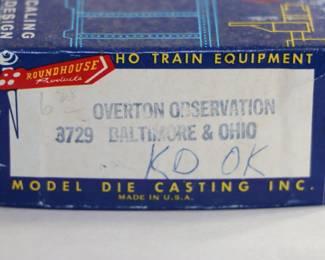 SCALING
DESIGN
HO TRAIN EQUIPMENT
ROUNDHOUSE
Products
OVERTON OBSERVATION
3729 BALTIMORE & OHIO
KD OK
MODEL DIE CASTING INC.
MADE IN U.S.A.